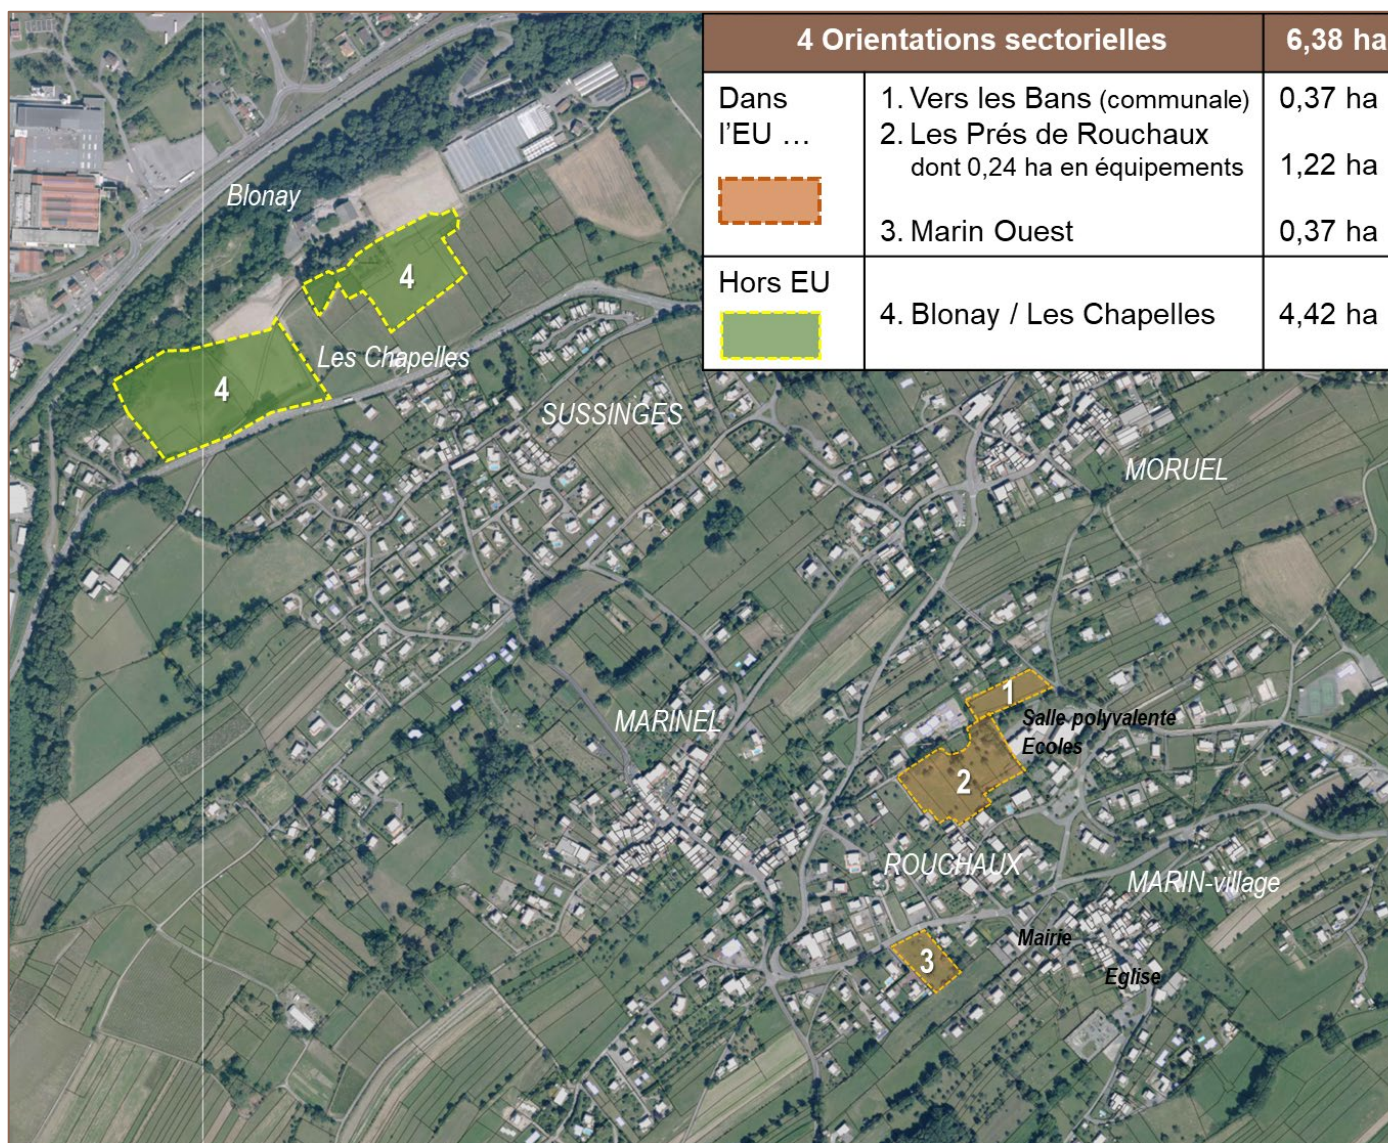 4 Orientations sectorielles 6,38 ha
Dans l'EU …
1. Vers les Bans (communale) 0,37 ha
2. Les Prés de Rouchaux
dont 0,24 ha en équipements 1,22 ha
3. Marin Ouest 0,37 ha
Hors EU
4. Blonay / Les Chapelles 4,42 ha
Blonay
4
4
Les Chapelles
SUSSINGES
MORUEL
1
MARINEL
Salle polyvalente
Ecoles
2
ROUCHAUX
MARIN-village
Mairie
3
Eglise